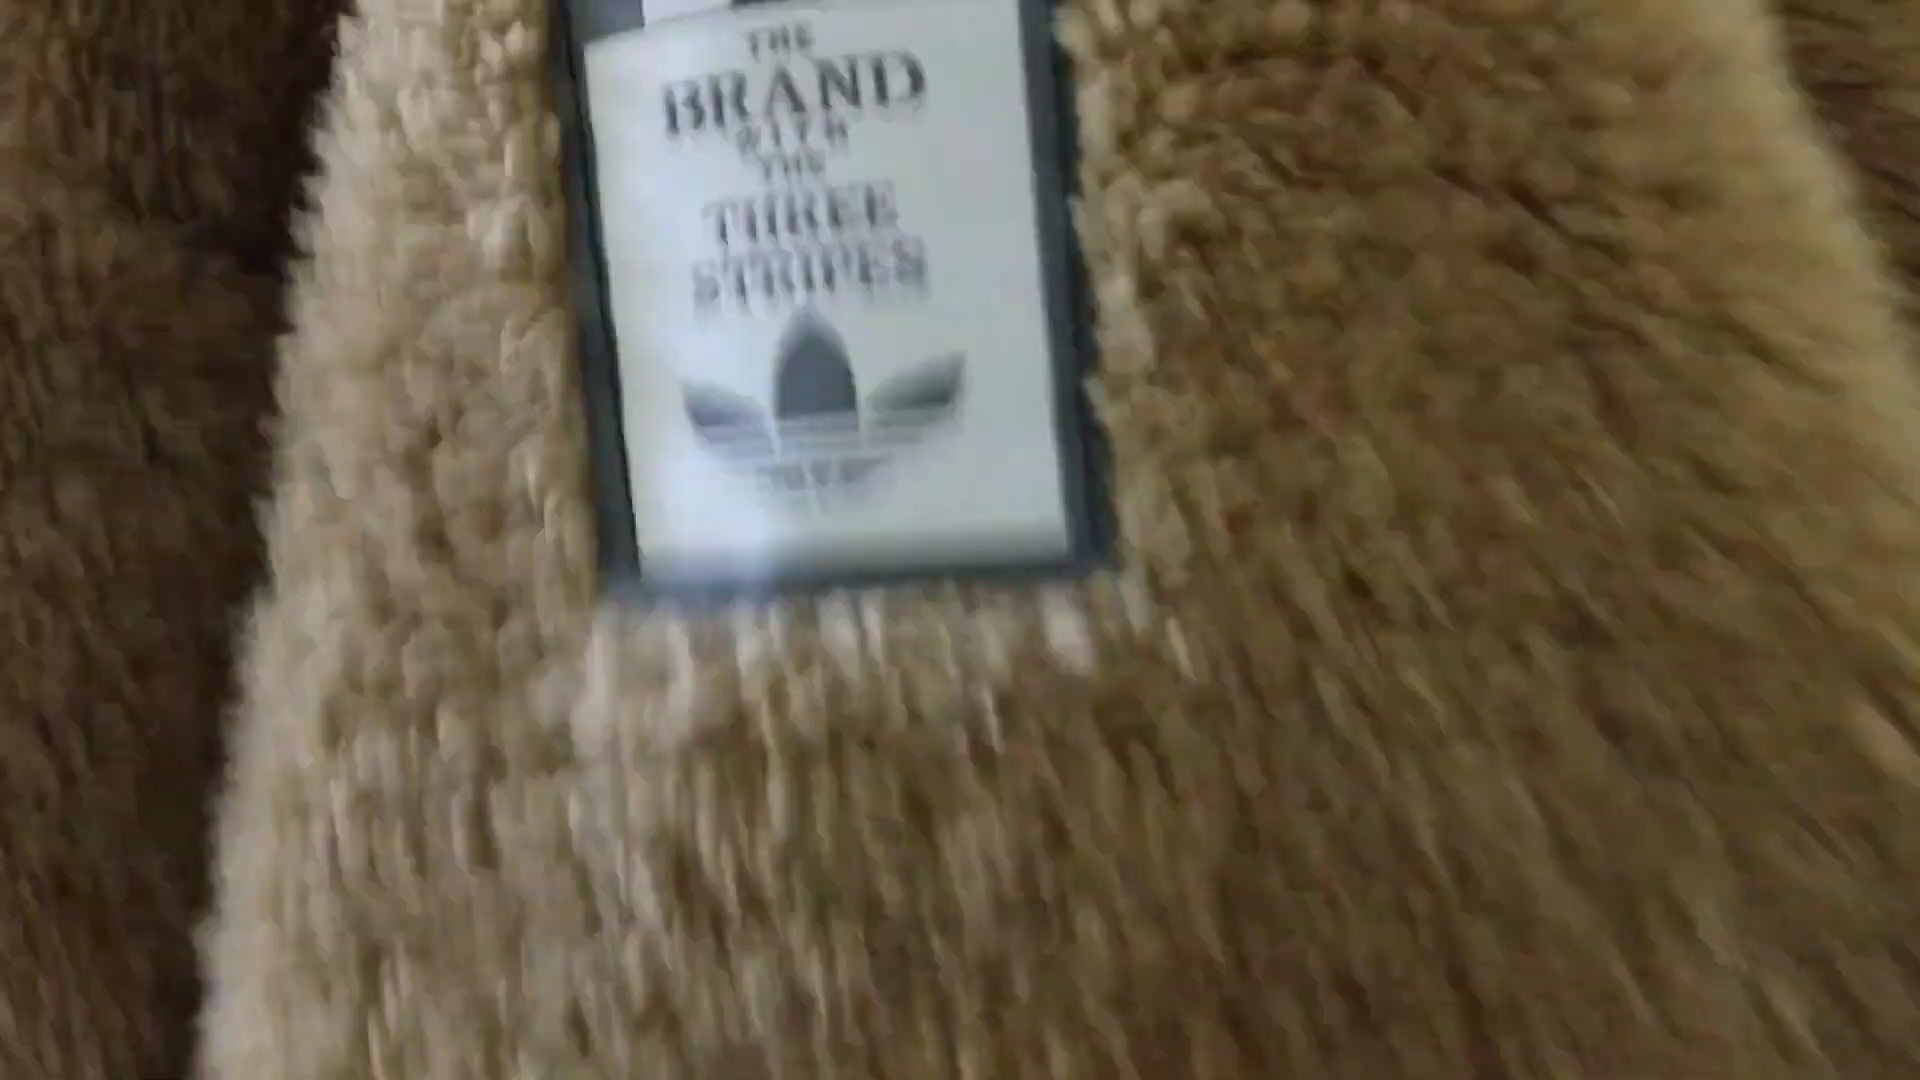 THE
BRAND
WITH
THE
THREE
STRIPES